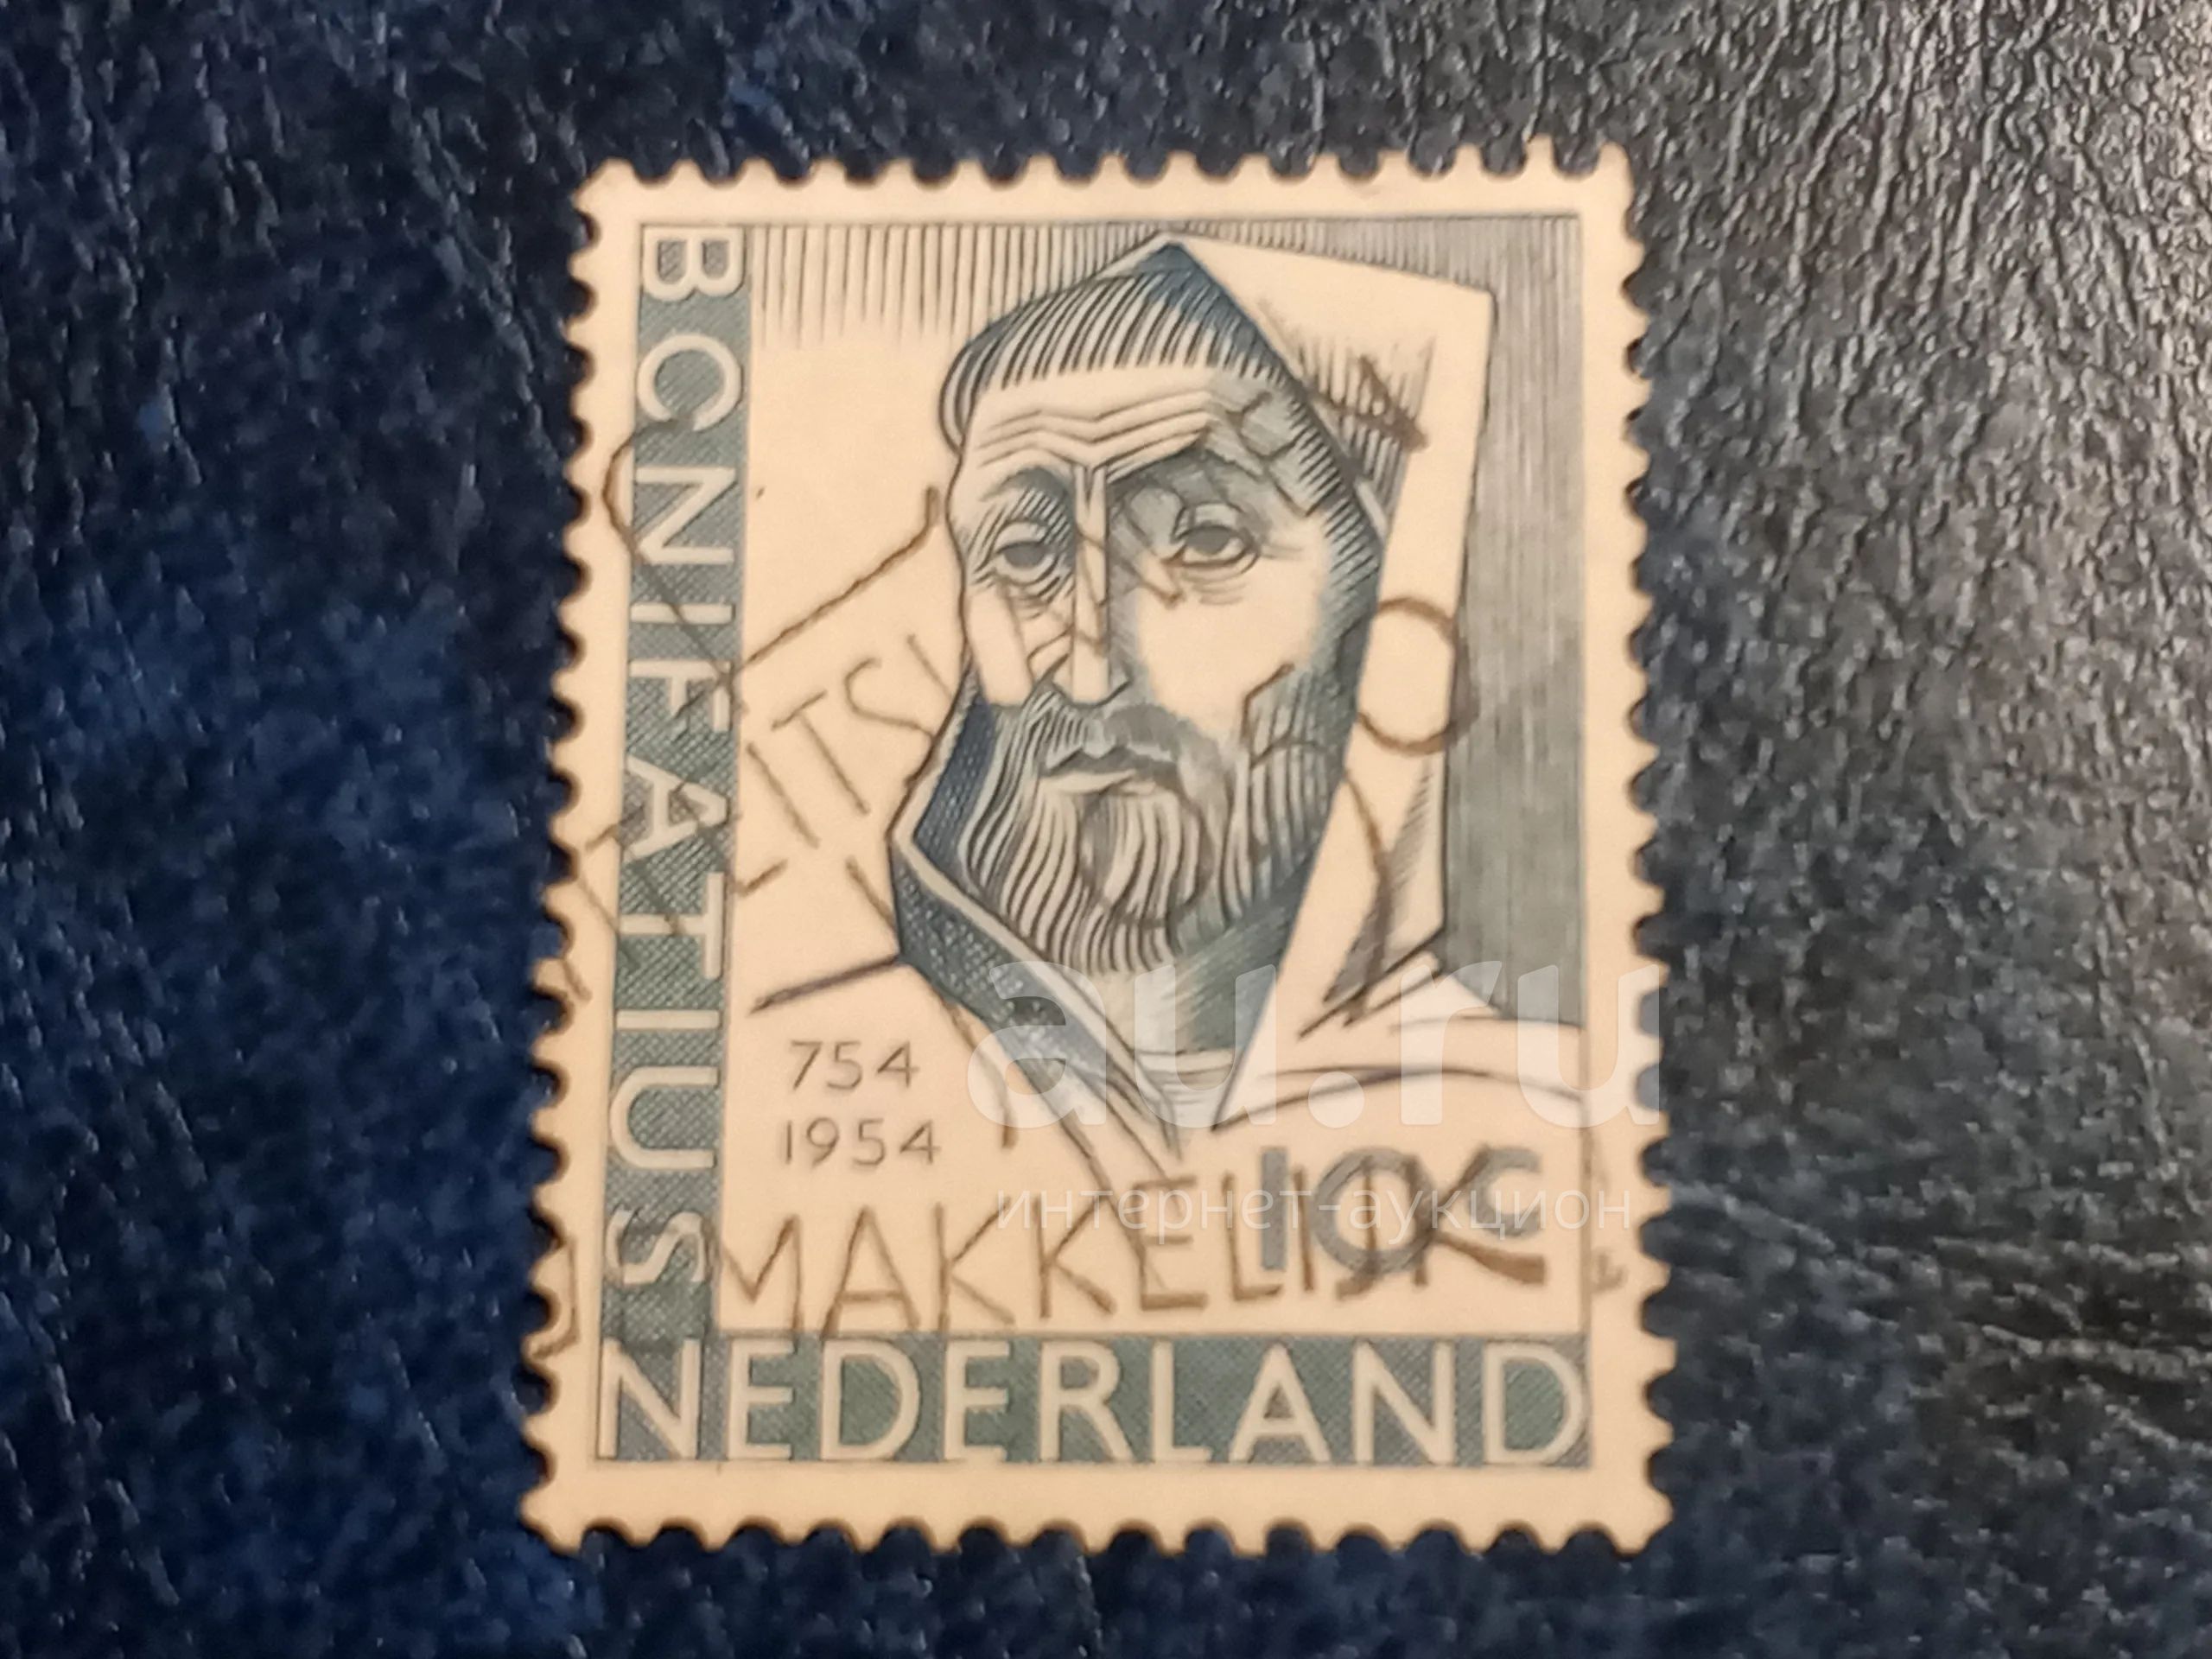 BONIFATIUS
754
1954
10c
MAKKELIJK
NEDERLAND
au.ru
интернет-аукцион